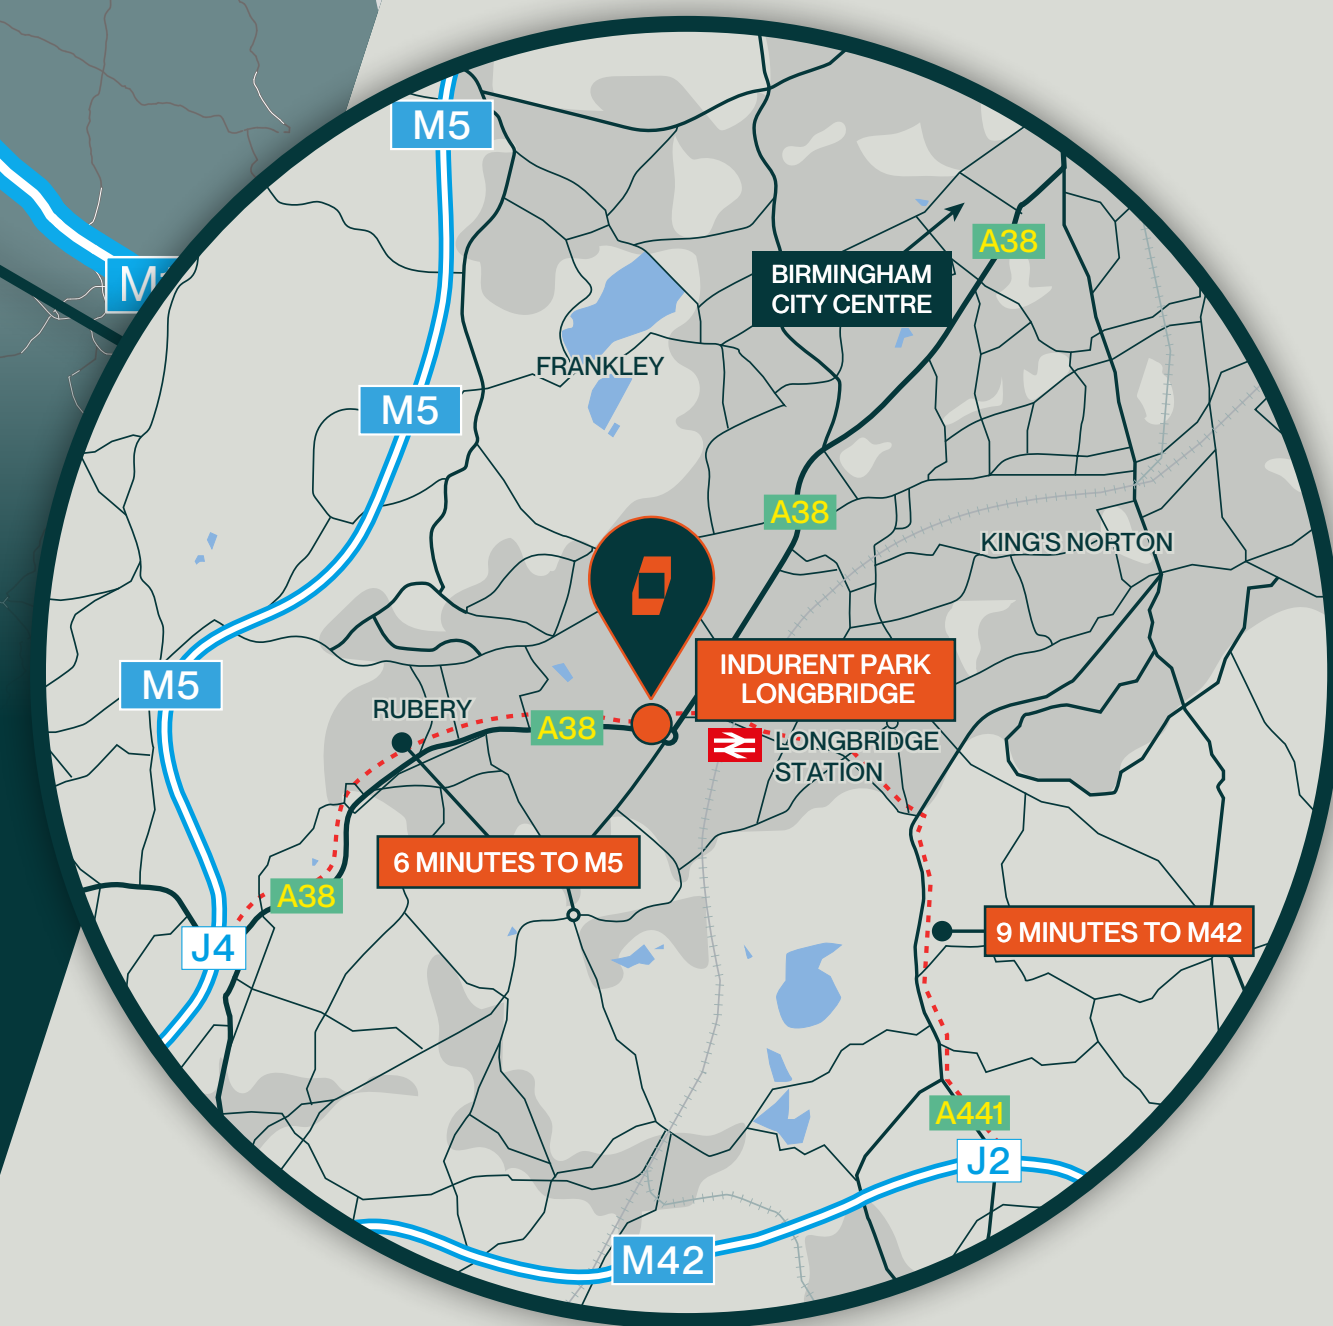 M5
A38
BIRMINGHAM
CITY CENTRE
FRANKLEY
M5
A38
KING'S NORTON
INDURENT PARK
LONGBRIDGE
M5
RUBERY
A38
LONGBRIDGE
STATION
6 MINUTES TO M5
A38
9 MINUTES TO M42
J4
A441
J2
M42